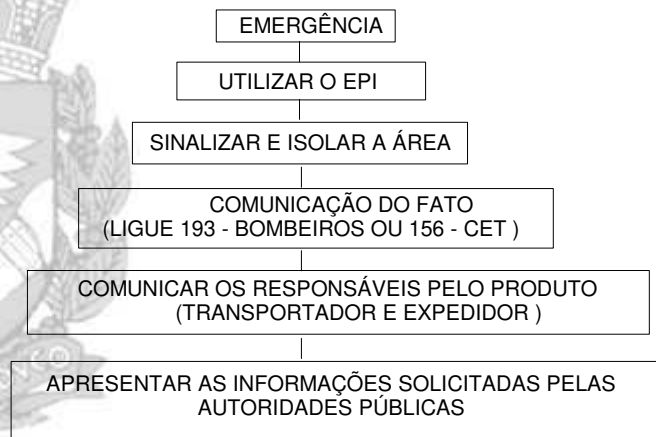 EMERGÊNCIA
UTILIZAR O EPI
SINALIZAR E ISOLAR A ÁREA
COMUNICAÇÃO DO FATO
(LIGUE 193 - BOMBEIROS OU 156 - CET )
COMUNICAR OS RESPONSÁVEIS PELO PRODUTO
(TRANSPORTADOR E EXPEDIDOR )
APRESENTAR AS INFORMAÇÕES SOLICITADAS PELAS
AUTORIDADES PÚBLICAS